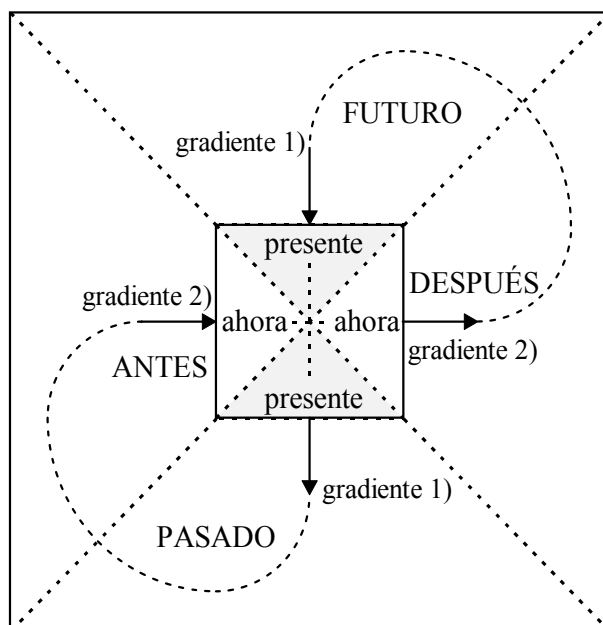 FUTURO
gradiente 1)
presente
gradiente 2)
DESPUÉS
ahora ahora
gradiente 2)
ANTES
presente
gradiente 1)
PASADO